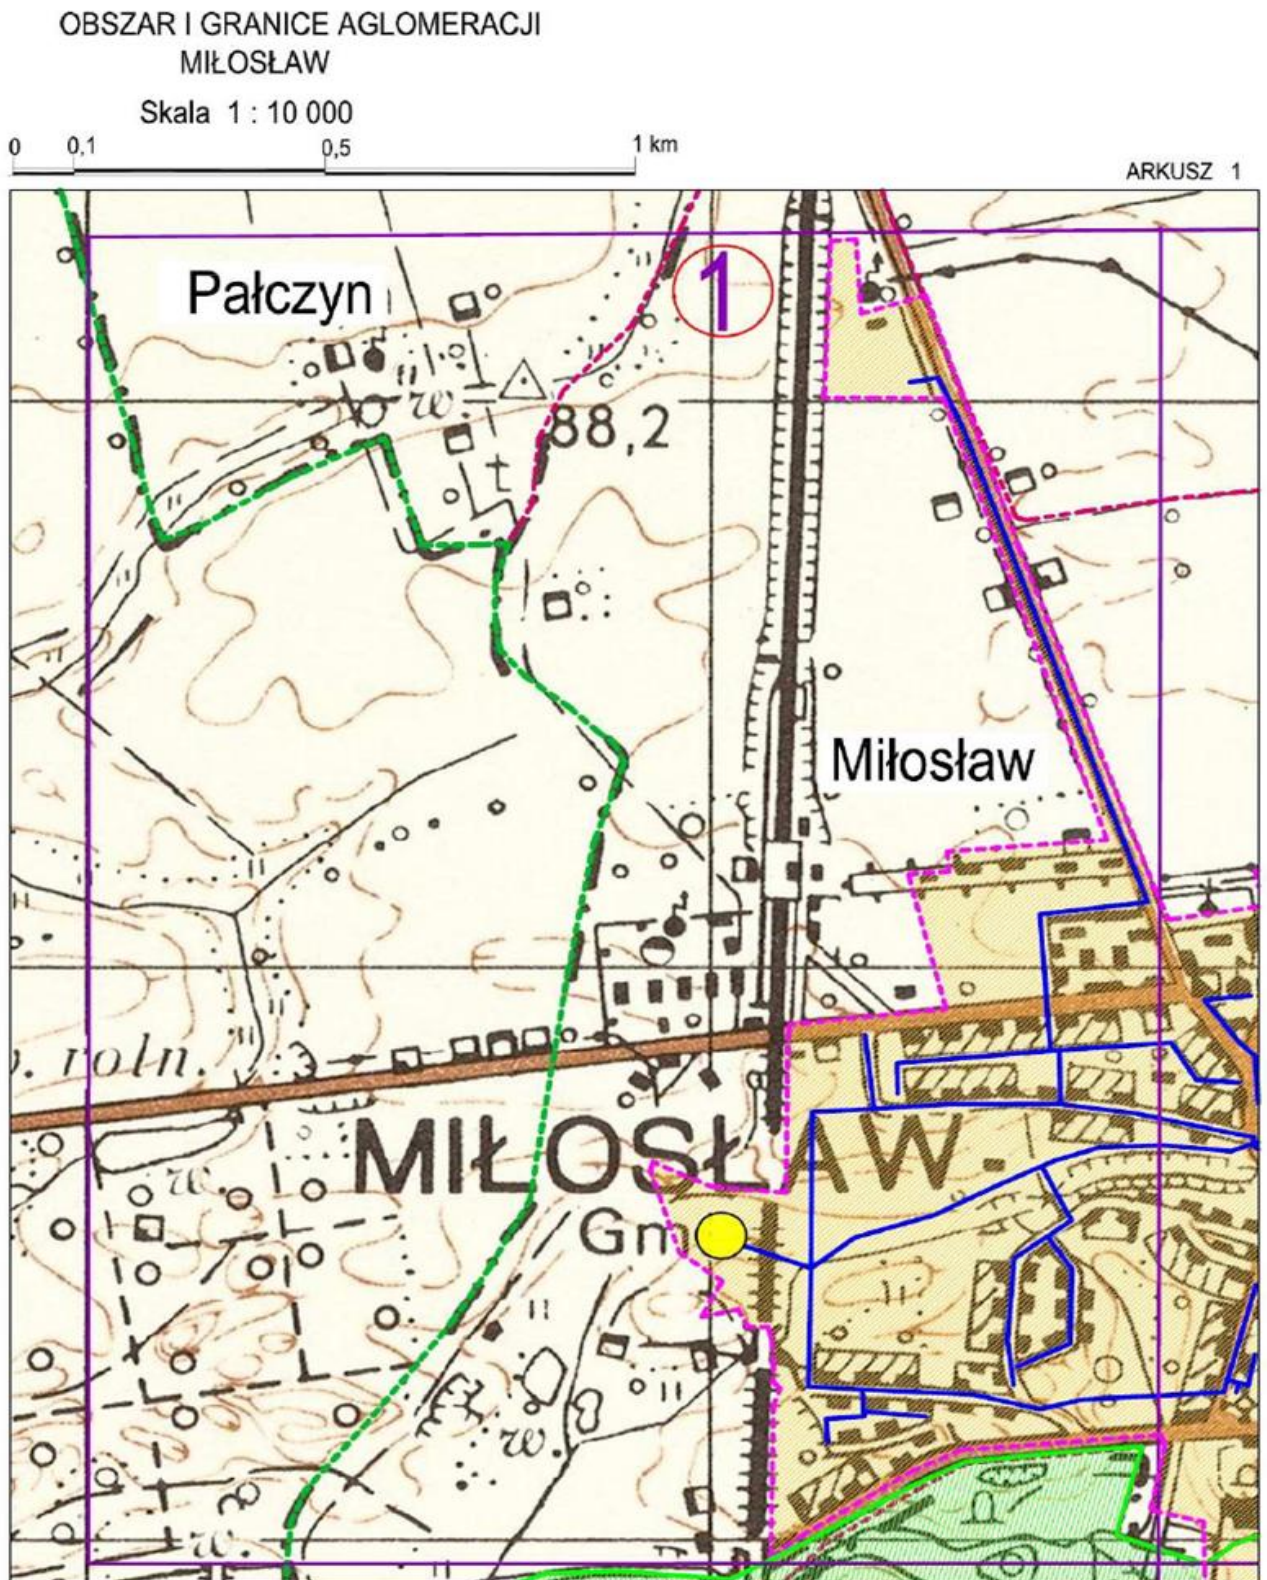 OBSZAR I GRANICE AGLOMERACJI
MIŁOSŁAW
Skala 1 : 10 000
0 0,1 0,5 1 km
ARKUSZ 1
1
Pałczyn
w.
88,2
Miłosław
w. roln.
MIŁOSŁAW
w.
Gm
w.
w.